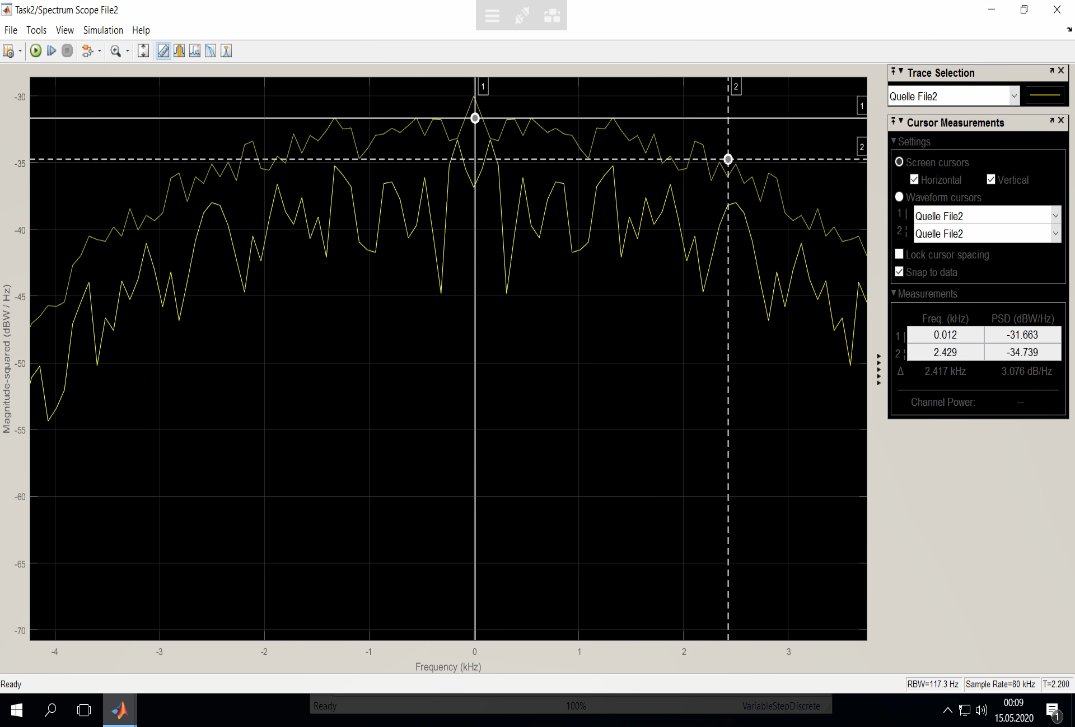 Task2/Spectrum Scope File2
File Tools View Simulation Help
1
2
1
2
-30
-35
-40
-45
-50
-55
-60
-65
-70
Magnitude-squared (dBW / Hz)
-4 -3 -2 -1 0 1 2 3
Frequency (kHz)
Trace Selection
Quelle File2
Cursor Measurements
Settings
Screen cursors
Horizontal Vertical
Waveform cursors
1 | Quelle File2
2 ¦ Quelle File2
Lock cursor spacing
Snap to data
Measurements
Freq. (kHz) PSD (dBW/Hz)
1 | 0.012 -31.663
2 ¦ 2.429 -34.739
Δ 2.417 kHz 3.076 dB/Hz
Channel Power: --
Ready RBW=117.3 Hz Sample Rate=80 kHz T=2.200
Ready 100% VariableStepDiscrete
00:09
15.05.2020
1